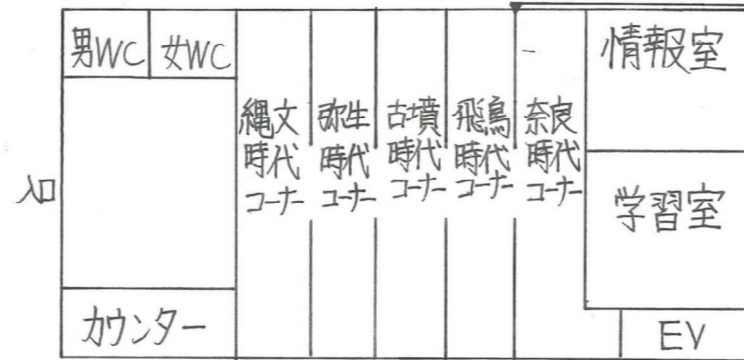 男WC
女WC
情報室
縄文
時代
コーナー
弥生
時代
コーナー
古墳
時代
コーナー
飛鳥
時代
コーナー
奈良
時代
コーナー
入口
学習室
カウンター
EV